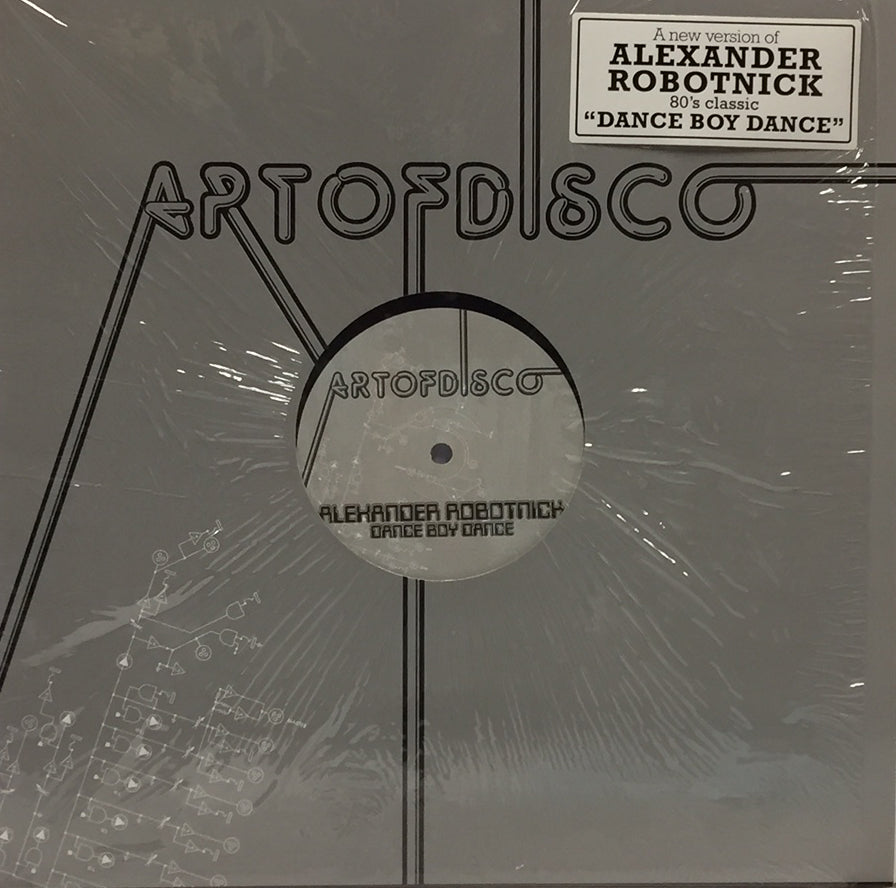 A new version of
ALEXANDER
ROBOTNICK
80's classic
“DANCE BOY DANCE”
ARTOFDISCO
ARTOFDISCO
ALEXANDER ROBOTNICK
DANCE BOY DANCE